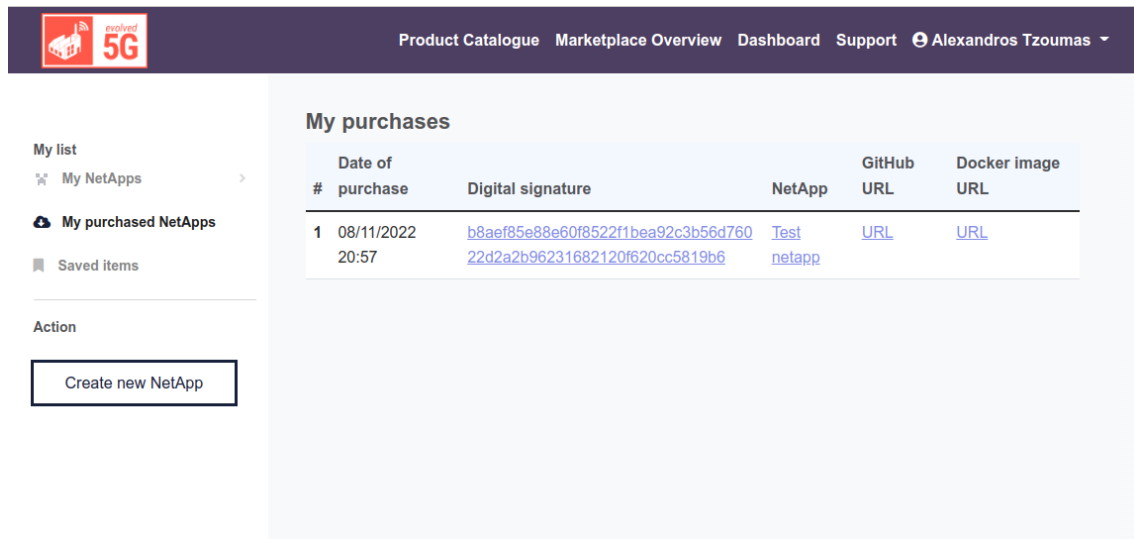 evolved
5G
Product Catalogue Marketplace Overview Dashboard Support Alexandros Tzoumas
My list
My NetApps
My purchased NetApps
Saved items
Action
Create new NetApp
My purchases
# Date of purchase Digital signature NetApp GitHub URL Docker image URL
1 08/11/2022 b8aef85e88e60f8522f1bea92c3b56d760 Test URL URL
20:57 22d2a2b96231682120f620cc5819b6 netapp